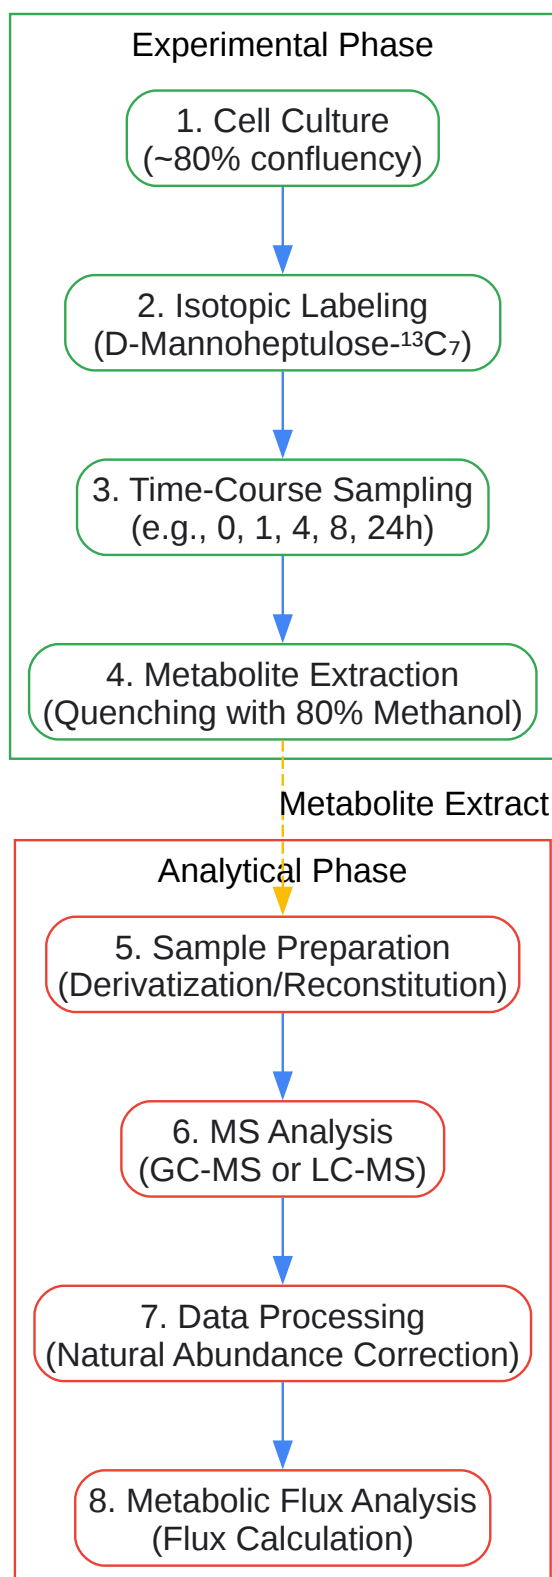 Experimental Phase
1. Cell Culture
(~80% confluency)
2. Isotopic Labeling
(D-Mannoheptulose-¹³C₇)
3. Time-Course Sampling
(e.g., 0, 1, 4, 8, 24h)
4. Metabolite Extraction
(Quenching with 80% Methanol)
Metabolite Extract
Analytical Phase
5. Sample Preparation
(Derivatization/Reconstitution)
6. MS Analysis
(GC-MS or LC-MS)
7. Data Processing
(Natural Abundance Correction)
8. Metabolic Flux Analysis
(Flux Calculation)